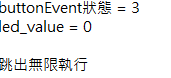 buttonEvent狀態 = 3
led_value = 0
跳出無限執行